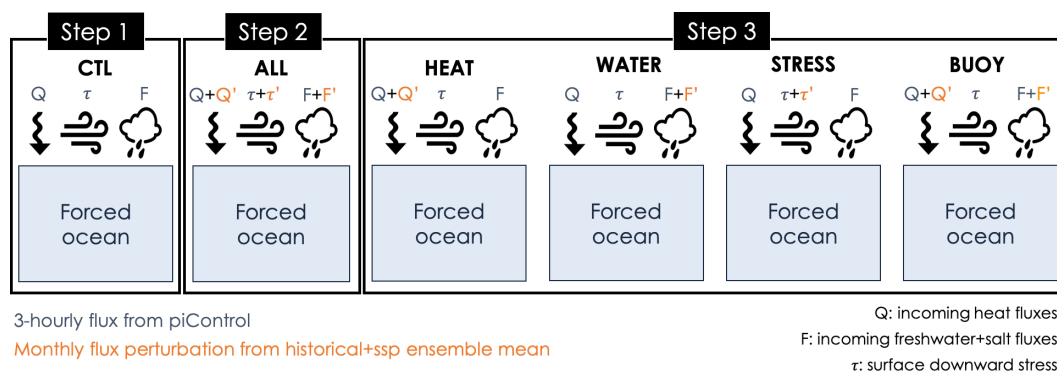 Step 1
Step 2
Step 3
CTL
ALL
HEAT
WATER
STRESS
BUOY
Q τ F
Q+Q' τ+τ' F+F'
Q+Q' τ F
Q τ F+F'
Q τ+τ' F
Q+Q' τ F+F'
Forced
ocean
Forced
ocean
Forced
ocean
Forced
ocean
Forced
ocean
Forced
ocean
3-hourly flux from piControl
Monthly flux perturbation from historical+ssp ensemble mean
Q: incoming heat fluxes
F: incoming freshwater+salt fluxes
τ: surface downward stress